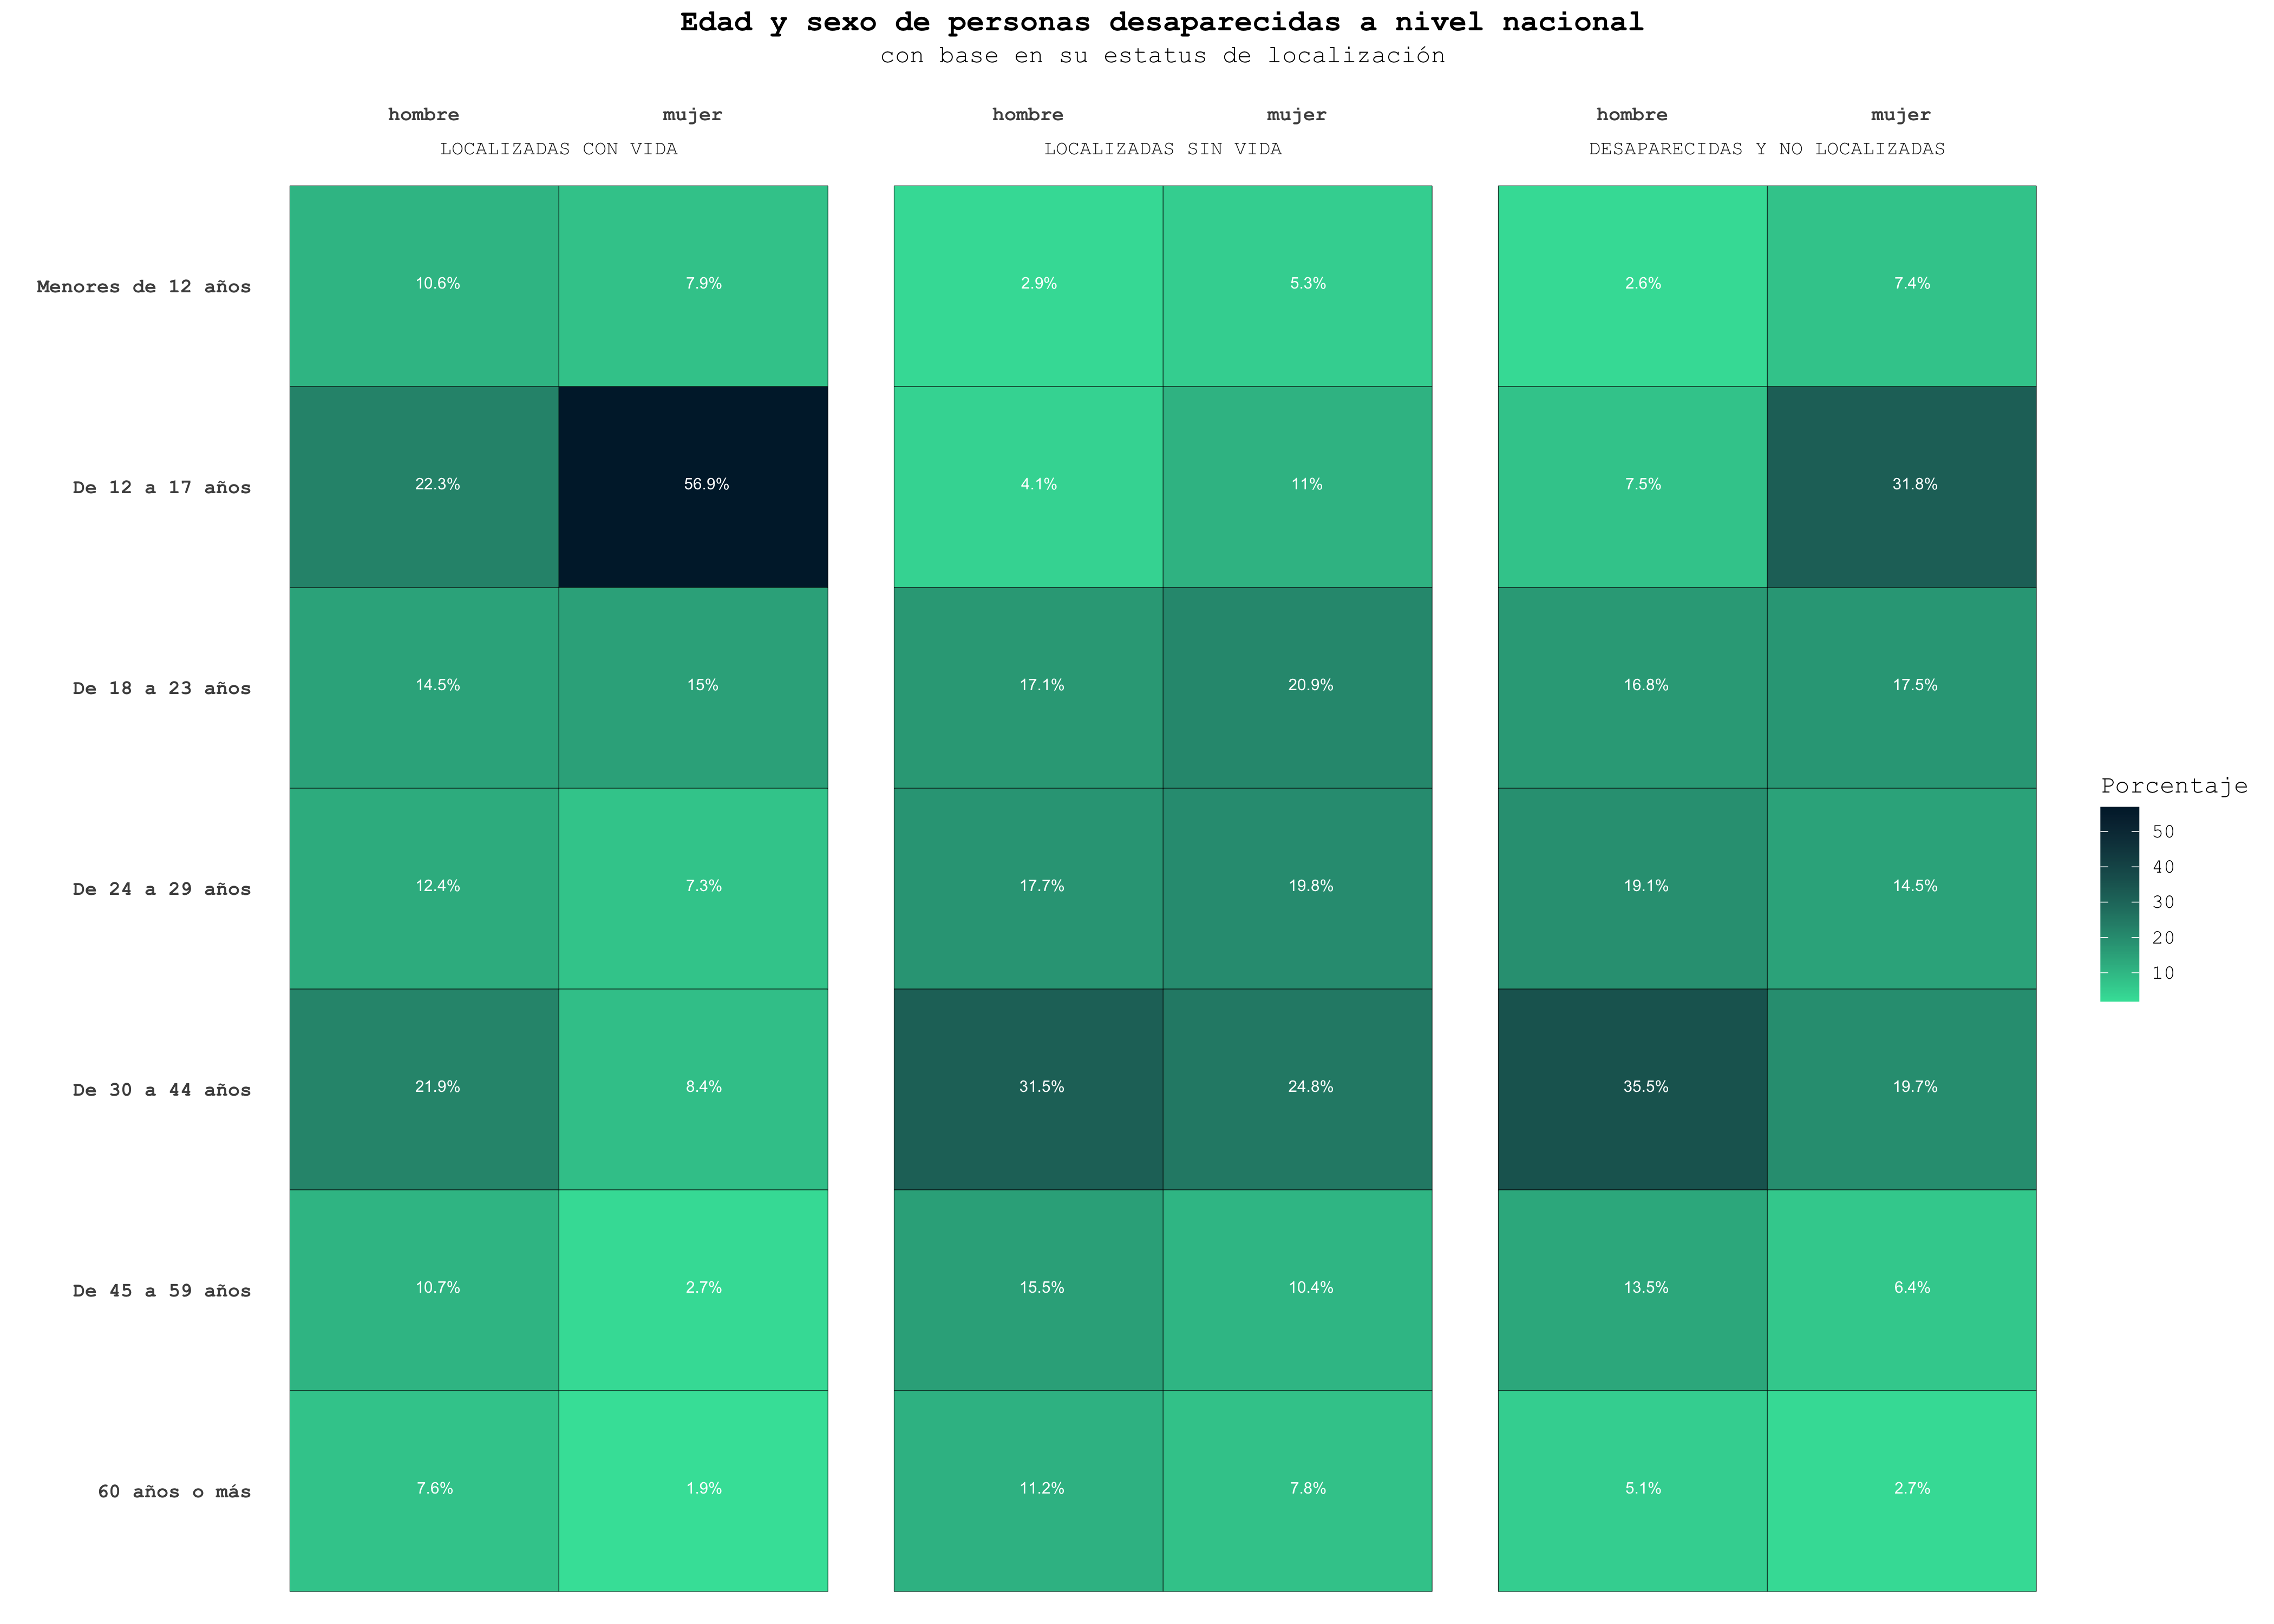 Edad y sexo de personas desaparecidas a nivel nacional
con base en su estatus de localización
hombre mujer hombre mujer hombre mujer
LOCALIZADAS CON VIDA LOCALIZADAS SIN VIDA DESAPARECIDAS Y NO LOCALIZADAS
Menores de 12 años 10.6% 7.9% 2.9% 5.3% 2.6% 7.4%
De 12 a 17 años 22.3% 56.9% 4.1% 11% 7.5% 31.8%
De 18 a 23 años 14.5% 15% 17.1% 20.9% 16.8% 17.5%
De 24 a 29 años 12.4% 7.3% 17.7% 19.8% 19.1% 14.5%
De 30 a 44 años 21.9% 8.4% 31.5% 24.8% 35.5% 19.7%
De 45 a 59 años 10.7% 2.7% 15.5% 10.4% 13.5% 6.4%
60 años o más 7.6% 1.9% 11.2% 7.8% 5.1% 2.7%
Porcentaje
50
40
30
20
10